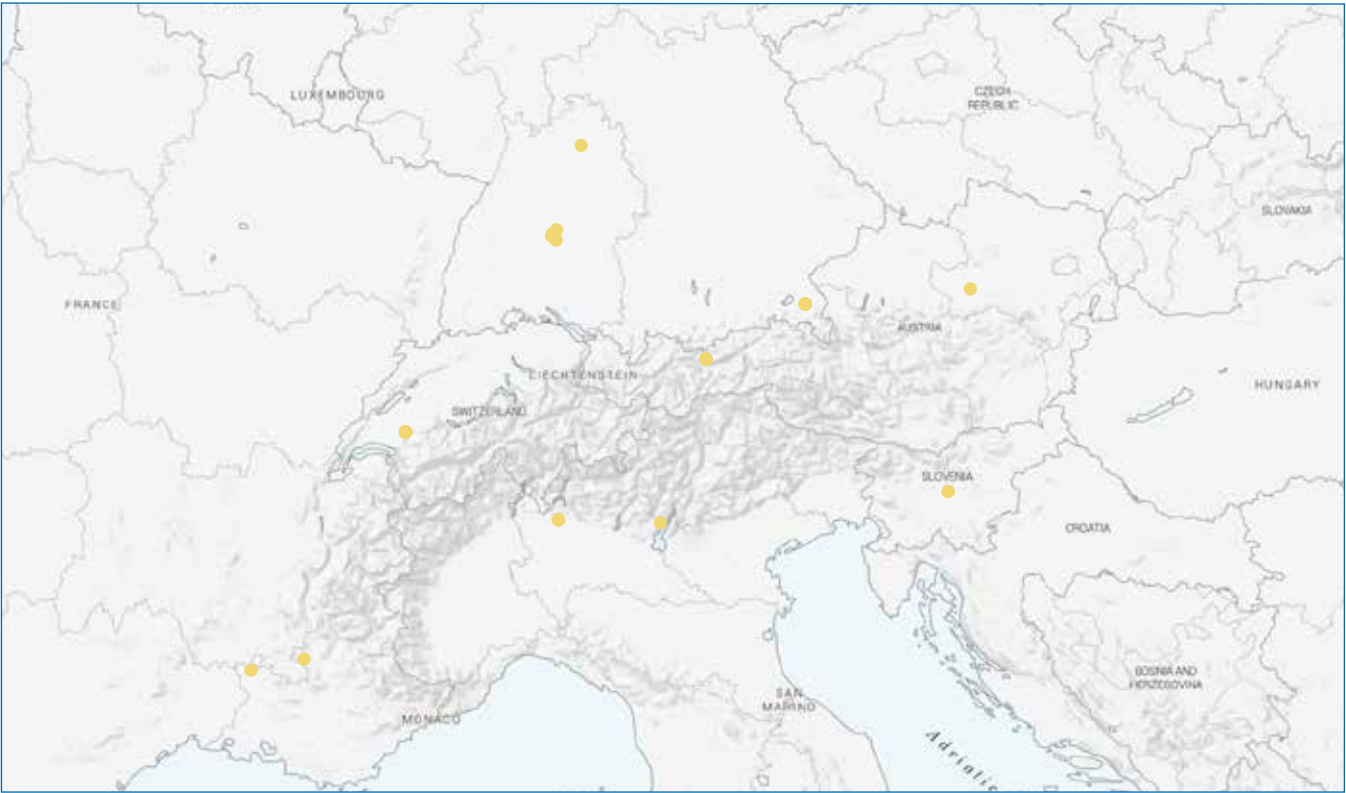 LUXEMBOURG
CZECH
REPUBLIC
SLOVAKIA
FRANCE
AUSTRIA
LIECHTENSTEIN
HUNGARY
SWITZERLAND
SLOVENIA
CROATIA
BOSNIA AND
HERZEGOVINA
SAN
MARINO
MONACO
Adriatic